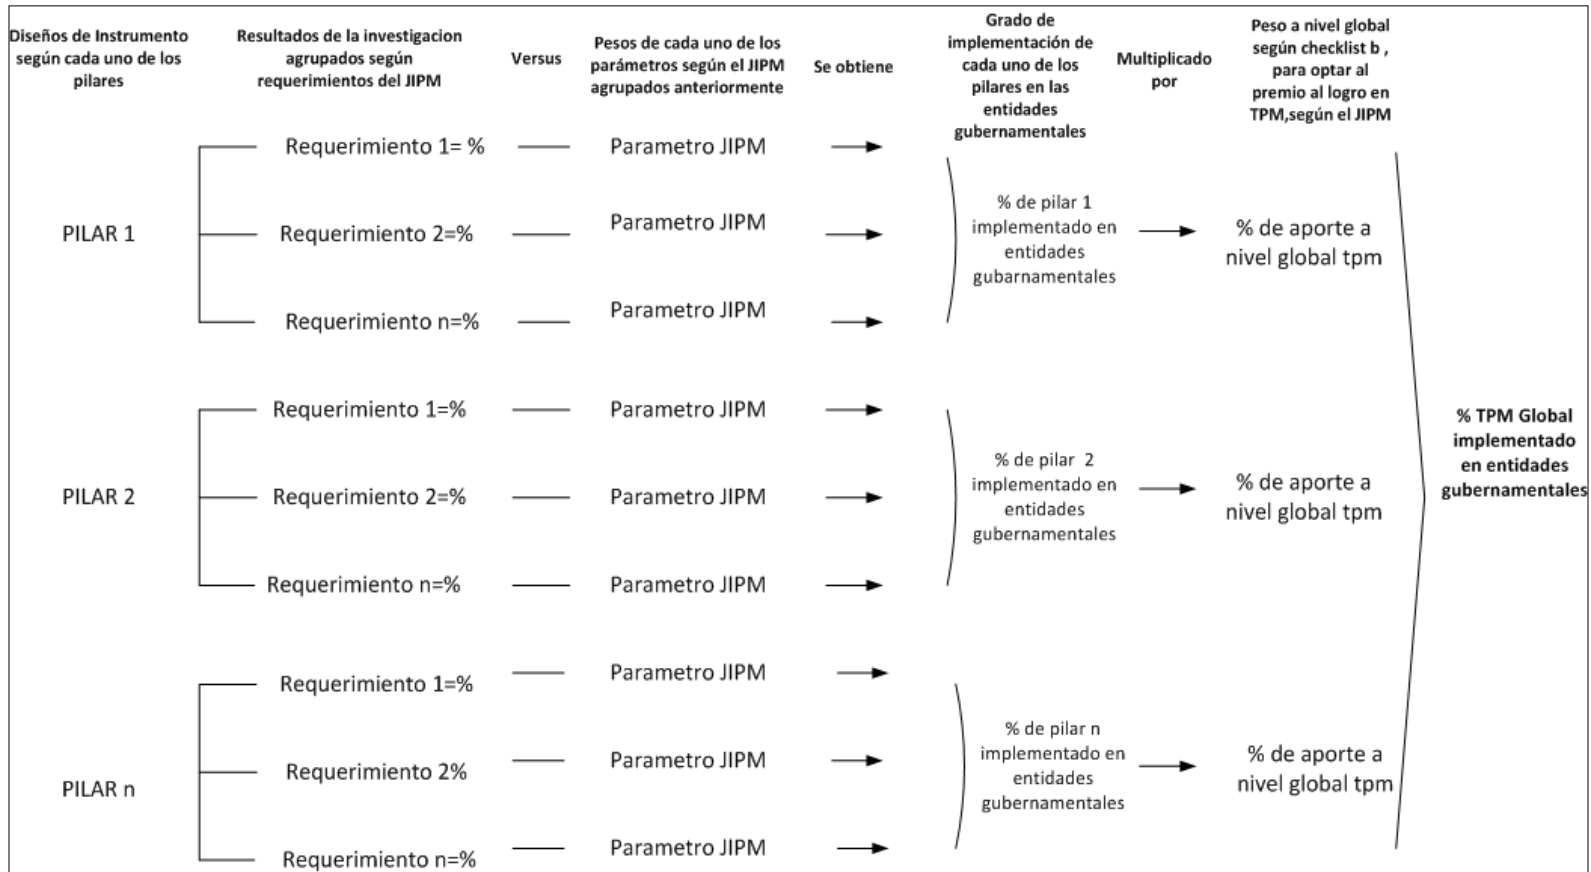 Diseños de Instrumento
según cada uno de los
pilares
Resultados de la investigacion
agrupados según
requerimientos del JIPM
Versus
Pesos de cada uno de los
parámetros según el JIPM
agrupados anteriormente
Se obtiene
Grado de
implementación de
cada uno de los
pilares en las
entidades
gubernamentales
Multiplicado
por
Peso a nivel global
según checklist b ,
para optar al
premio al logro en
TPM,según el JIPM
PILAR 1
Requerimiento 1= %
Parametro JIPM
Requerimiento 2=%
Parametro JIPM
Requerimiento n=%
Parametro JIPM
% de pilar 1
implementado en
entidades
gubarnamentales
% de aporte a
nivel global tpm
PILAR 2
Requerimiento 1=%
Parametro JIPM
Requerimiento 2=%
Parametro JIPM
Requerimiento n=%
Parametro JIPM
% de pilar  2
implementado en
entidades
gubernamentales
% de aporte a
nivel global tpm
PILAR n
Requerimiento 1=%
Parametro JIPM
Requerimiento 2%
Parametro JIPM
Requerimiento n=%
Parametro JIPM
% de pilar n
implementado en
entidades
gubernamentales
% de aporte a
nivel global tpm
% TPM Global
implementado
en entidades
gubernamentales